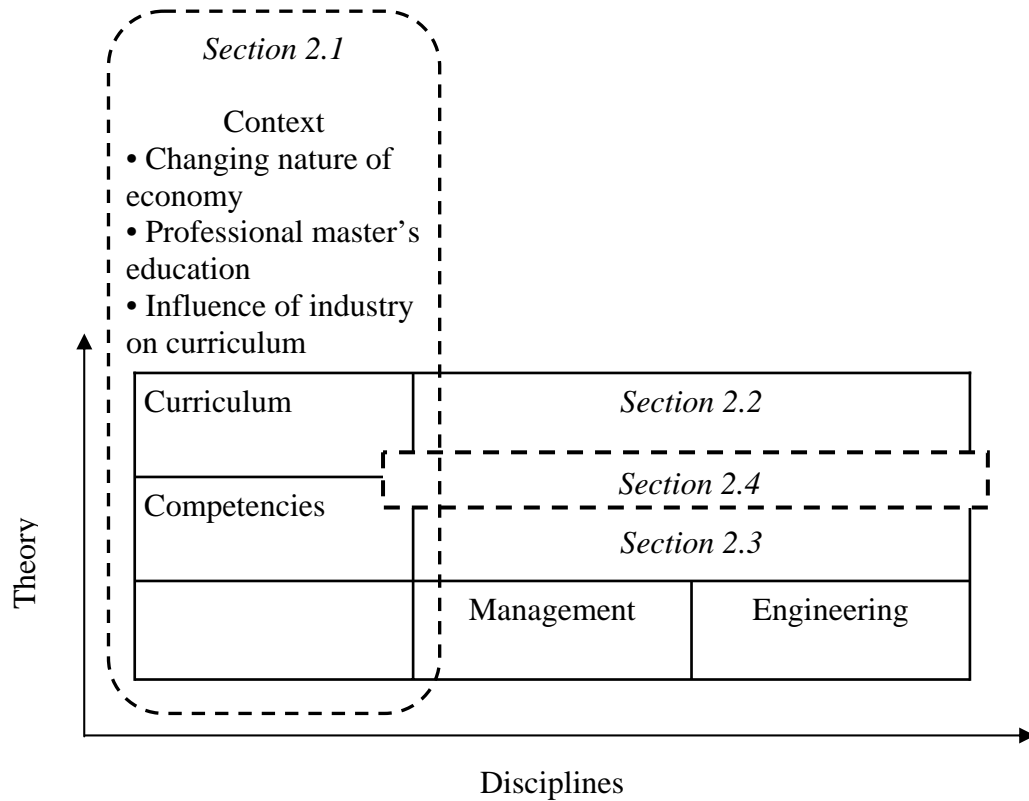 Section 2.1
Context
• Changing nature of
economy
• Professional master’s
education
• Influence of industry
on curriculum
Curriculum
Section 2.2
Section 2.4
Competencies
Section 2.3
Management
Engineering
Theory
Disciplines